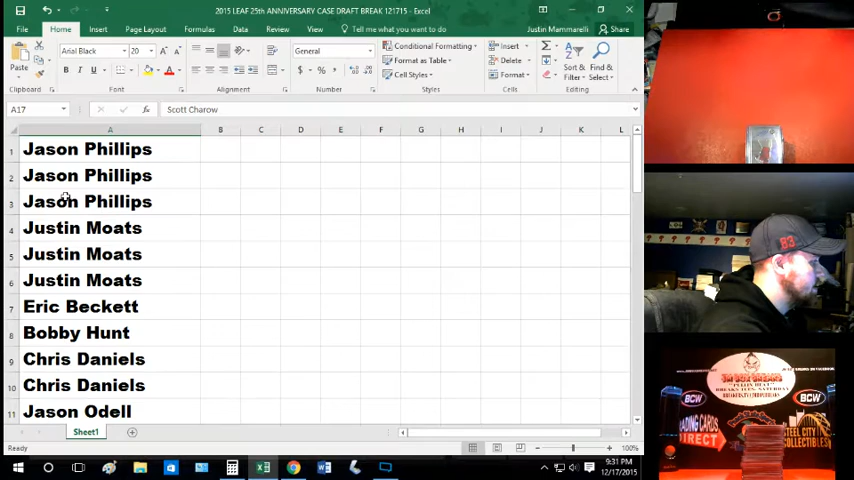 2015 LEAF 25th ANNIVERSARY CASE DRAFT BREAK 121715 - Excel
File Home Insert Page Layout Formulas Data Review View Tell me what you want to do Justin Mammarelli Share
Paste
Arial Black 20
General
Conditional Formatting
Format as Table
Cell Styles
Insert
Delete
Format
Sort & Filter
Find & Select
Clipboard Font Alignment Number Styles Cells Editing
A17 Scott Charow
A B C D E F G H I J K L
1 Jason Phillips
2 Jason Phillips
3 Jason Phillips
4 Justin Moats
5 Justin Moats
6 Justin Moats
7 Eric Beckett
8 Bobby Hunt
9 Chris Daniels
10 Chris Daniels
11 Jason Odell
Sheet1
Ready 100%
9:31 PM
12/17/2015
83
BCW
BCW
TRADING CARDS
DIRECT
STEEL CITY
COLLECTIBLES